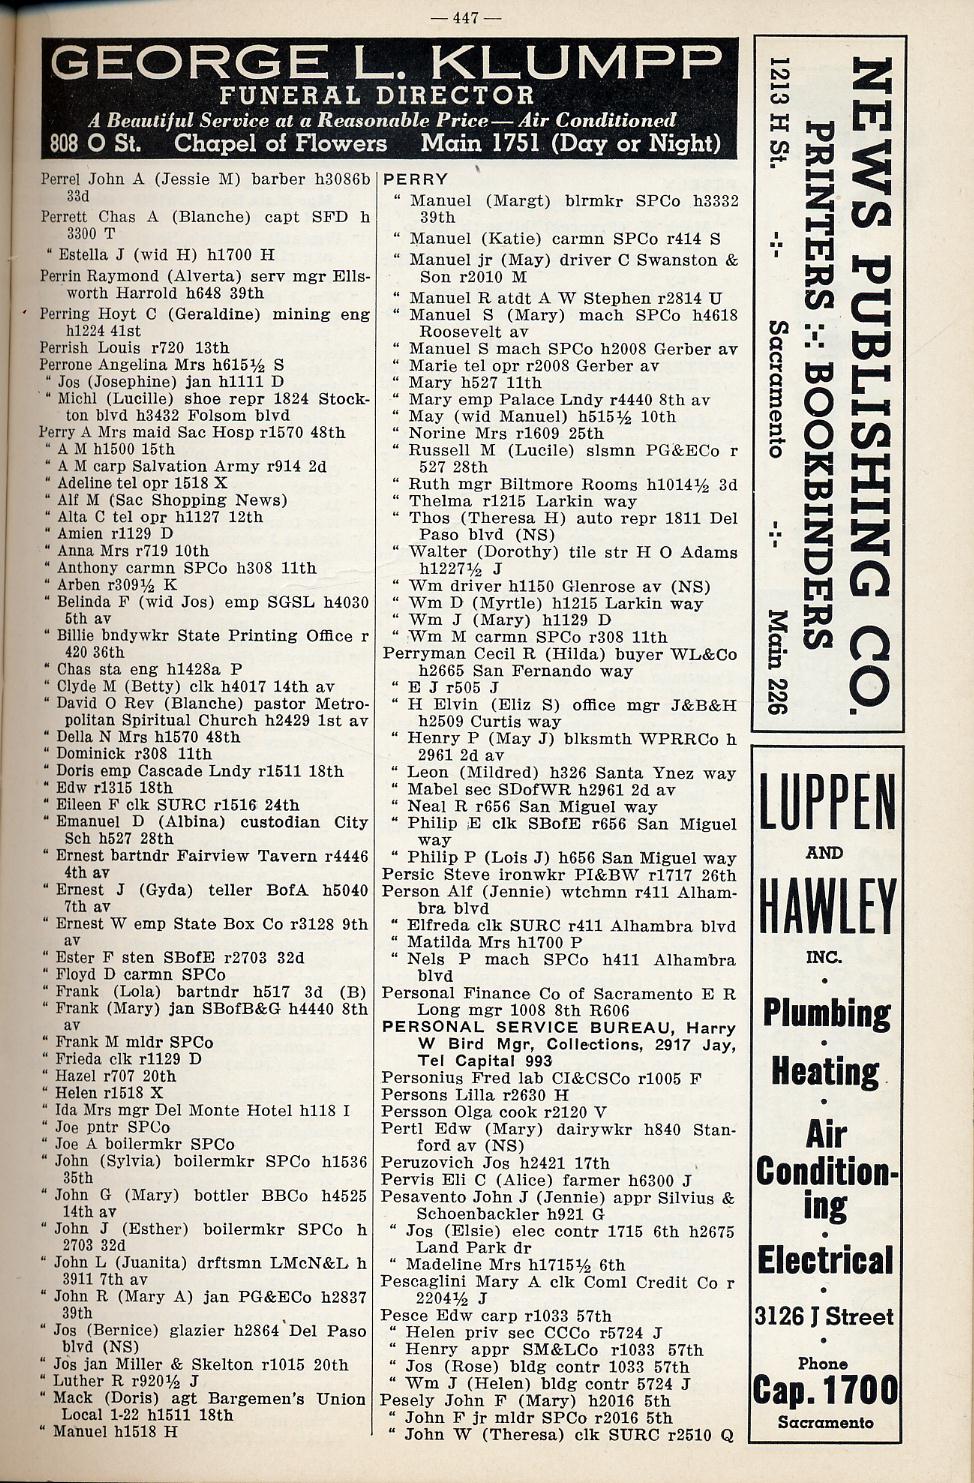 — 447 —
GEORGE L. KLUMPP
FUNERAL DIRECTOR
A Beautiful Service at a Reasonable Price — Air Conditioned
808 O St. Chapel of Flowers Main 1751 (Day or Night)
Perrel John A (Jessie M) barber h3086b
33d
Perrett Chas A (Blanche) capt SFD h
3300 T
" Estella J (wid H) h1700 H
Perrin Raymond (Alverta) serv mgr Ells-
worth Harrold h648 39th
Perring Hoyt C (Geraldine) mining eng
h1224 41st
Perrish Louis r720 13th
Perrone Angelina Mrs h615½ S
" Jos (Josephine) jan h1111 D
" Michl (Lucille) shoe repr 1824 Stock-
ton blvd h3432 Folsom blvd
Perry A Mrs maid Sac Hosp r1570 48th
" A M h1500 15th
" A M carp Salvation Army r914 2d
" Adeline tel opr 1518 X
" Alf M (Sac Shopping News)
" Alta C tel opr h1127 12th
" Amien r1129 D
" Anna Mrs r719 10th
" Anthony carmn SPCo h308 11th
" Arben r309½ K
" Belinda F (wid Jos) emp SGSL h4030
5th av
" Billie bndywkr State Printing Office r
420 36th
" Chas sta eng h1428a P
" Clyde M (Betty) clk h4017 14th av
" David O Rev (Blanche) pastor Metro-
politan Spiritual Church h2429 1st av
" Della N Mrs h1570 48th
" Dominick r308 11th
" Doris emp Cascade Lndy r1511 18th
" Edw r1315 18th
" Eileen F clk SURC r1516 24th
" Emanuel D (Albina) custodian City
Sch h527 28th
" Ernest bartndr Fairview Tavern r4446
4th av
" Ernest J (Gyda) teller BofA h5040
7th av
" Ernest W emp State Box Co r3128 9th
av
" Ester F sten SBofE r2703 32d
" Floyd D carmn SPCo
" Frank (Lola) bartndr h517 3d (B)
" Frank (Mary) jan SBofB&G h4440 8th
av
" Frank M mldr SPCo
" Frieda clk r1129 D
" Hazel r707 20th
" Helen r1518 X
" Ida Mrs mgr Del Monte Hotel h118 I
" Joe pntr SPCo
" Joe A boilermkr SPCo
" John (Sylvia) boilermkr SPCo h1536
35th
" John G (Mary) bottler BBCo h4525
14th av
" John J (Esther) boilermkr SPCo h
2703 32d
" John L (Juanita) drftsmn LMcN&L h
3911 7th av
" John R (Mary A) jan PG&ECo h2837
39th
" Jos (Bernice) glazier h2864 Del Paso
blvd (NS)
" Jos jan Miller & Skelton r1015 20th
" Luther R r920½ J
" Mack (Doris) agt Bargemen's Union
Local 1-22 h1511 18th
" Manuel h1518 H
PERRY
" Manuel (Margt) blrmkr SPCo h3332
39th
" Manuel (Katie) carmn SPCo r414 S
" Manuel jr (May) driver C Swanston &
Son r2010 M
" Manuel R atdt A W Stephen r2814 U
" Manuel S (Mary) mach SPCo h4618
Roosevelt av
" Manuel S mach SPCo h2008 Gerber av
" Marie tel opr r2008 Gerber av
" Mary h527 11th
" Mary emp Palace Lndy r4440 8th av
" May (wid Manuel) h515½ 10th
" Norine Mrs r1609 25th
" Russell M (Lucile) slsmn PG&ECo r
527 28th
" Ruth mgr Biltmore Rooms h1014½ 3d
" Thelma r1215 Larkin way
" Thos (Theresa H) auto repr 1811 Del
Paso blvd (NS)
" Walter (Dorothy) tile str H O Adams
h1227½ J
" Wm driver h1150 Glenrose av (NS)
" Wm D (Myrtle) h1215 Larkin way
" Wm J (Mary) h1129 D
" Wm M carmn SPCo r308 11th
Perryman Cecil R (Hilda) buyer WL&Co
h2665 San Fernando way
" E J r505 J
" H Elvin (Eliz S) office mgr J&B&H
h2509 Curtis way
" Henry P (May J) blksmth WPRRCo h
2961 2d av
" Leon (Mildred) h326 Santa Ynez way
" Mabel sec SDofWR h2961 2d av
" Neal R r656 San Miguel way
" Philip E clk SBofE r656 San Miguel
way
" Philip P (Lois J) h656 San Miguel way
Persic Steve ironwkr PI&BW r1717 26th
Person Alf (Jennie) wtchmn r411 Alham-
bra blvd
" Elfreda clk SURC r411 Alhambra blvd
" Matilda Mrs h1700 P
" Nels P mach SPCo h411 Alhambra
blvd
Personal Finance Co of Sacramento E R
Long mgr 1008 8th R606
PERSONAL SERVICE BUREAU, Harry
W Bird Mgr, Collections, 2917 Jay,
Tel Capital 993
Personius Fred lab CI&CSCo r1005 F
Persons Lilla r2630 H
Persson Olga cook r2120 V
Pertl Edw (Mary) dairywkr h840 Stan-
ford av (NS)
Peruzovich Jos h2421 17th
Pervis Eli C (Alice) farmer h6300 J
Pesavento John J (Jennie) appr Silvius &
Schoenbackler h921 G
" Jos (Elsie) elec contr 1715 6th h2675
Land Park dr
" Madeline Mrs h1715½ 6th
Pescaglini Mary A clk Coml Credit Co r
2204½ J
Pesce Edw carp r1033 57th
" Helen priv sec CCCo r5724 J
" Henry appr SM&LCo r1033 57th
" Jos (Rose) bldg contr 1033 57th
" Wm J (Helen) bldg contr 5724 J
Pesely John F (Mary) h2016 5th
" John F jr mldr SPCo r2016 5th
" John W (Theresa) clk SURC r2510 Q
NEWS PUBLISHING CO.
PRINTERS BOOKBINDERS
1213 H St. Sacramento Main 226
LUPPEN
AND
HAWLEY
INC.
•
Plumbing
•
Heating
•
Air
Condition-
ing
•
Electrical
•
3126 J Street
•
Phone
Cap. 1700
Sacramento